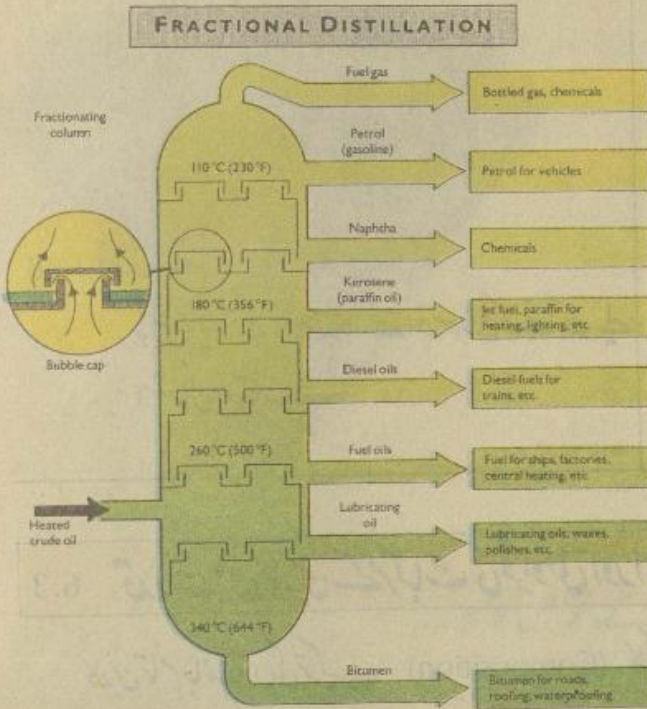 FRACTIONAL DISTILLATION
Fractionating
column
Bubble cap
Heated
crude oil
110 °C (230 °F)
180 °C (356 °F)
260 °C (500 °F)
340 °C (644 °F)
Fuel gas
Bottled gas, chemicals
Petrol
(gasoline)
Petrol for vehicles
Naphtha
Chemicals
Kerotene
(paraffin oil)
Jet fuel, paraffin for
heating, lighting, etc
Diesel oils
Diesel fuels for
trains, etc.
Fuel oils
Fuel for ships, factories,
central heating, etc
Lubricating
oil
Lubricating oils, waxes,
polishes, etc.
Bitumen
Bitumen for roads,
roofing, waterproofing
6.3